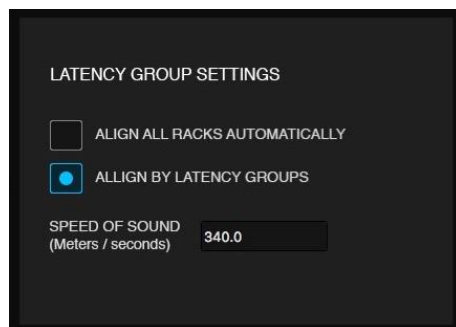 LATENCY GROUP SETTINGS
ALIGN ALL RACKS AUTOMATICALLY
ALLIGN BY LATENCY GROUPS
SPEED OF SOUND
(Meters / seconds)
340.0